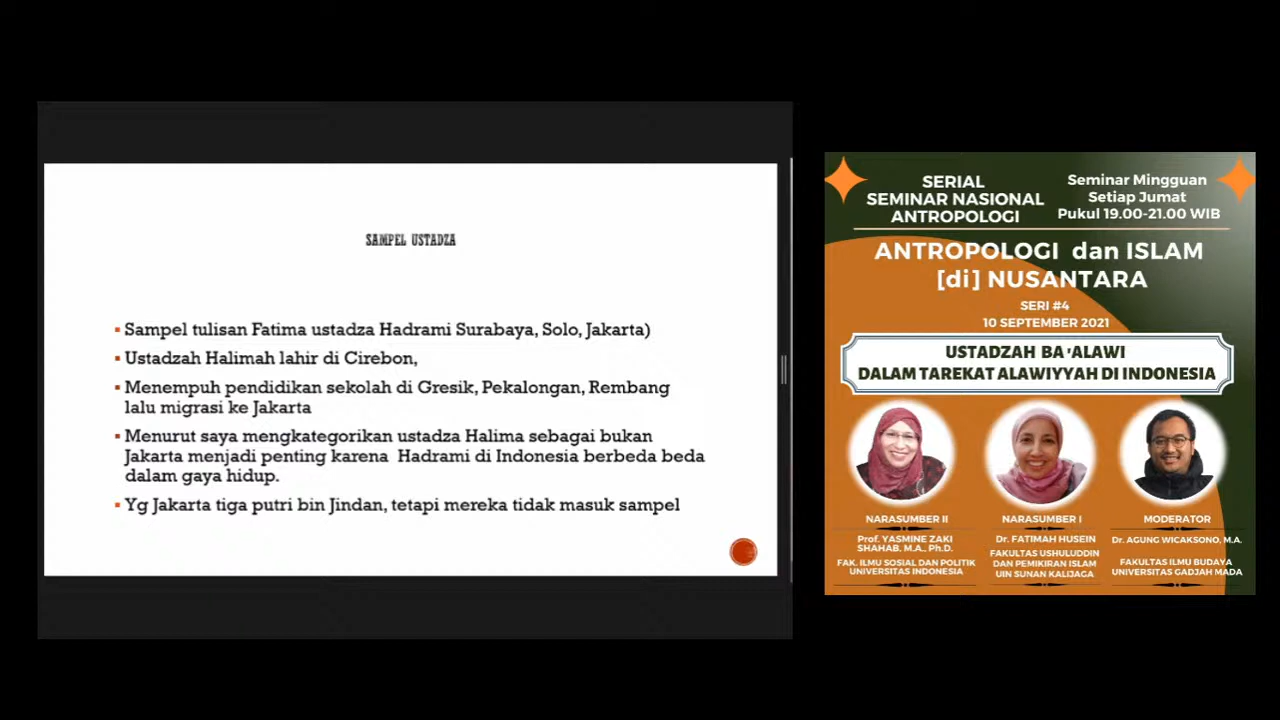 SAMPEL USTADZA
Sampel tulisan Fatima ustadza Hadrami Surabaya, Solo, Jakarta)
Ustadzah Halimah lahir di Cirebon,
Menempuh pendidikan sekolah di Gresik, Pekalongan, Rembang
lalu migrasi ke Jakarta
Menurut saya mengkategorikan ustadza Halima sebagai bukan
Jakarta menjadi penting karena Hadrami di Indonesia berbeda beda
dalam gaya hidup.
Yg Jakarta tiga putri bin Jindan, tetapi mereka tidak masuk sampel
SERIAL
SEMINAR NASIONAL
ANTROPOLOGI
Seminar Mingguan
Setiap Jumat
Pukul 19.00-21.00 WIB
ANTROPOLOGI dan ISLAM
[di] NUSANTARA
SERI #4
10 SEPTEMBER 2021
USTADZAH BA'ALAWI
DALAM TAREKAT ALAWIYYAH DI INDONESIA
NARASUMBER II
Prof. YASMINE ZAKI
SHAHAB. M.A., Ph.D.
FAK. ILMU SOSIAL DAN POLITIK
UNIVERSITAS INDONESIA
NARASUMBER I
Dr. FATIMAH HUSEIN
FAKULTAS USHULUDDIN
DAN PEMIKIRAN ISLAM
UIN SUNAN KALIJAGA
MODERATOR
Dr. AGUNG WICAKSONO, M.A.
FAKULTAS ILMU BUDAYA
UNIVERSITAS GADJAH MADA